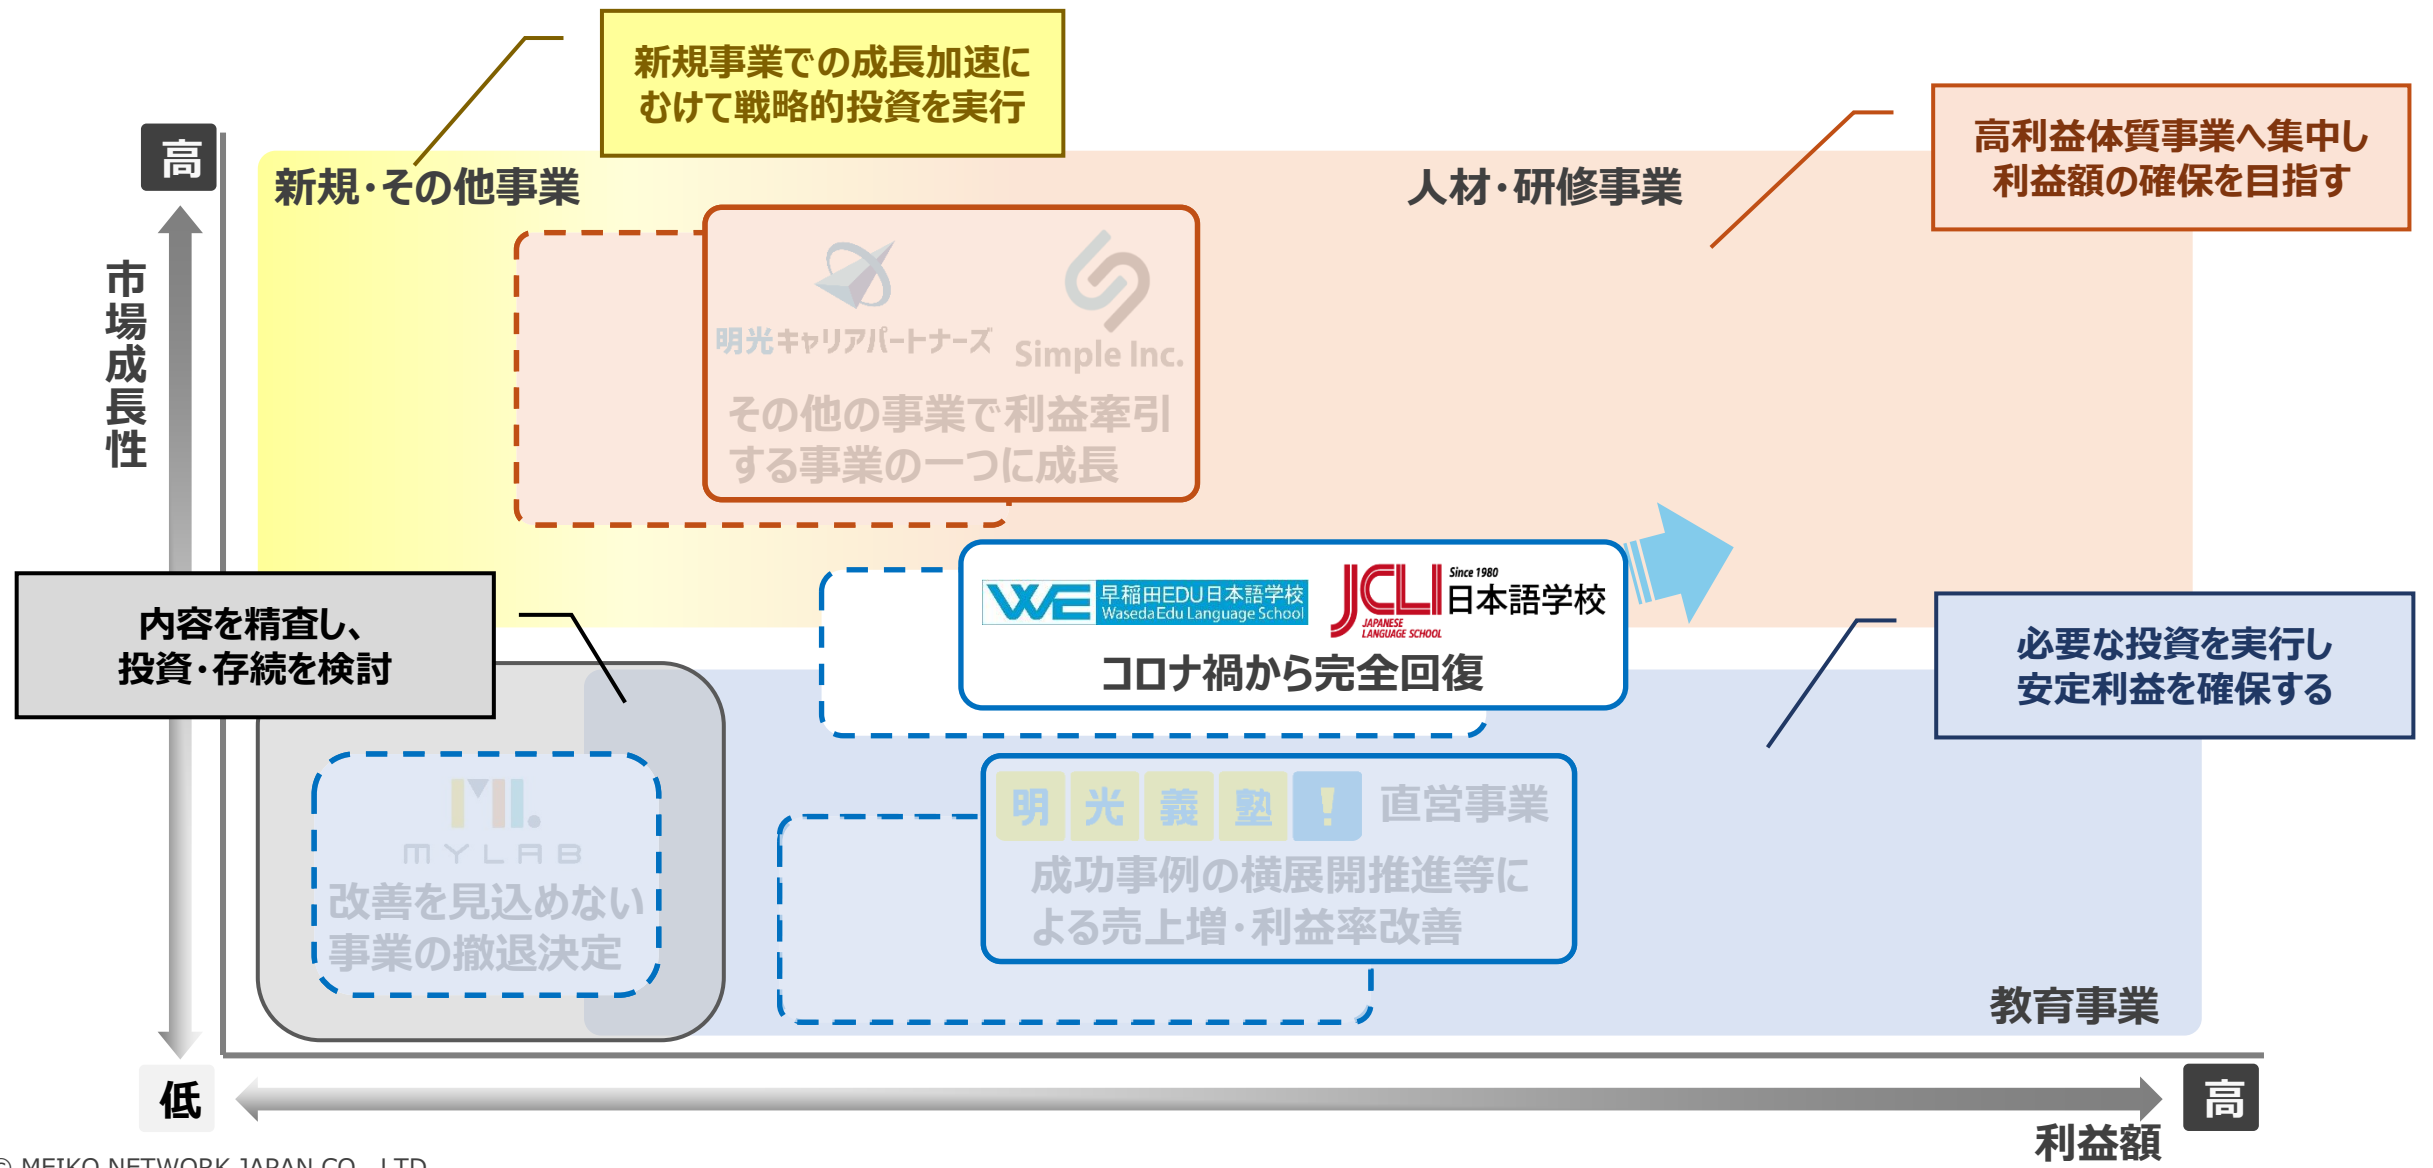 新規事業での成長加速に
むけて戦略的投資を実行
高利益体質事業へ集中し
利益額の確保を目指す
高
新規・その他事業
人材・研修事業
市場成長性
明光キャリアパートナーズ
Simple Inc.
その他の事業で利益牽引
する事業の一つに成長
内容を精査し、
投資・存続を検討
WE 早稲田EDU日本語学校
WasedaEdu Language School
JCLI 日本語学校
Since 1980
JAPANESE
LANGUAGE SCHOOL
コロナ禍から完全回復
必要な投資を実行し
安定利益を確保する
MYLAB
改善を見込めない
事業の撤退決定
明光義塾! 直営事業
成功事例の横展開推進等に
よる売上増・利益率改善
教育事業
低
高
利益額
© MEIKO NETWORK JAPAN CO., LTD.